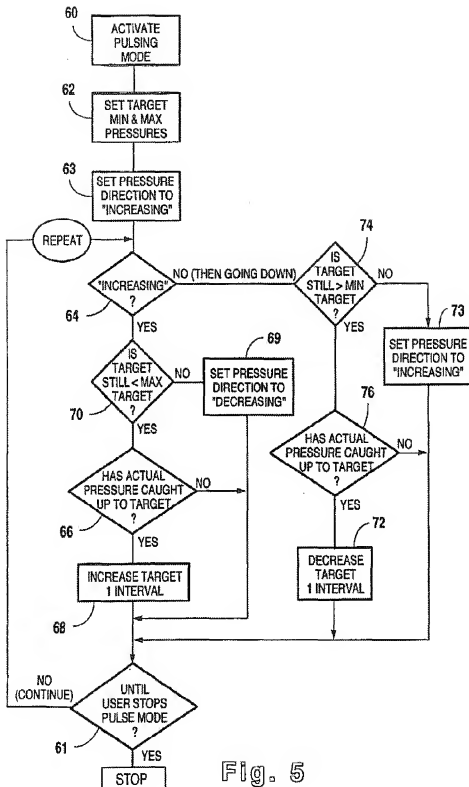 60
ACTIVATE
PULSING
MODE
62
SET TARGET
MIN & MAX
PRESSURES
63
SET PRESSURE
DIRECTION TO
"INCREASING"
REPEAT
"INCREASING"
?
64
NO (THEN GOING DOWN)
YES
74
IS
TARGET
STILL > MIN
TARGET
?
NO
YES
73
SET PRESSURE
DIRECTION TO
"INCREASING"
IS
TARGET
STILL < MAX
TARGET
?
70
NO
YES
69
SET PRESSURE
DIRECTION TO
"DECREASING"
76
HAS ACTUAL
PRESSURE CAUGHT
UP TO TARGET
?
NO
YES
HAS ACTUAL
PRESSURE CAUGHT
UP TO TARGET
?
66
NO
YES
72
DECREASE
TARGET
1 INTERVAL
INCREASE TARGET
1 INTERVAL
68
NO
(CONTINUE)
UNTIL
USER STOPS
PULSE MODE
?
61
YES
STOP
Fig. 5